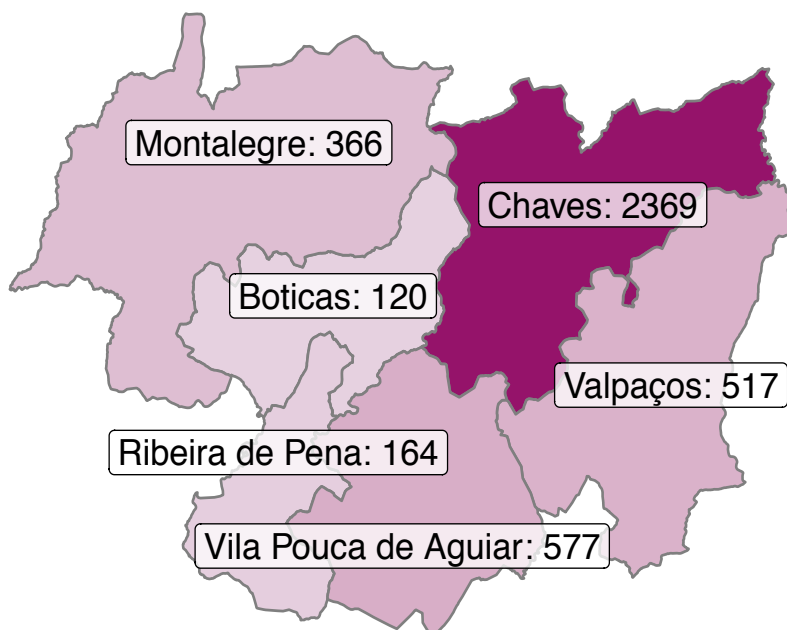 Montalegre: 366
Chaves: 2369
Boticas: 120
Valpaços: 517
Ribeira de Pena: 164
Vila Pouca de Aguiar: 577